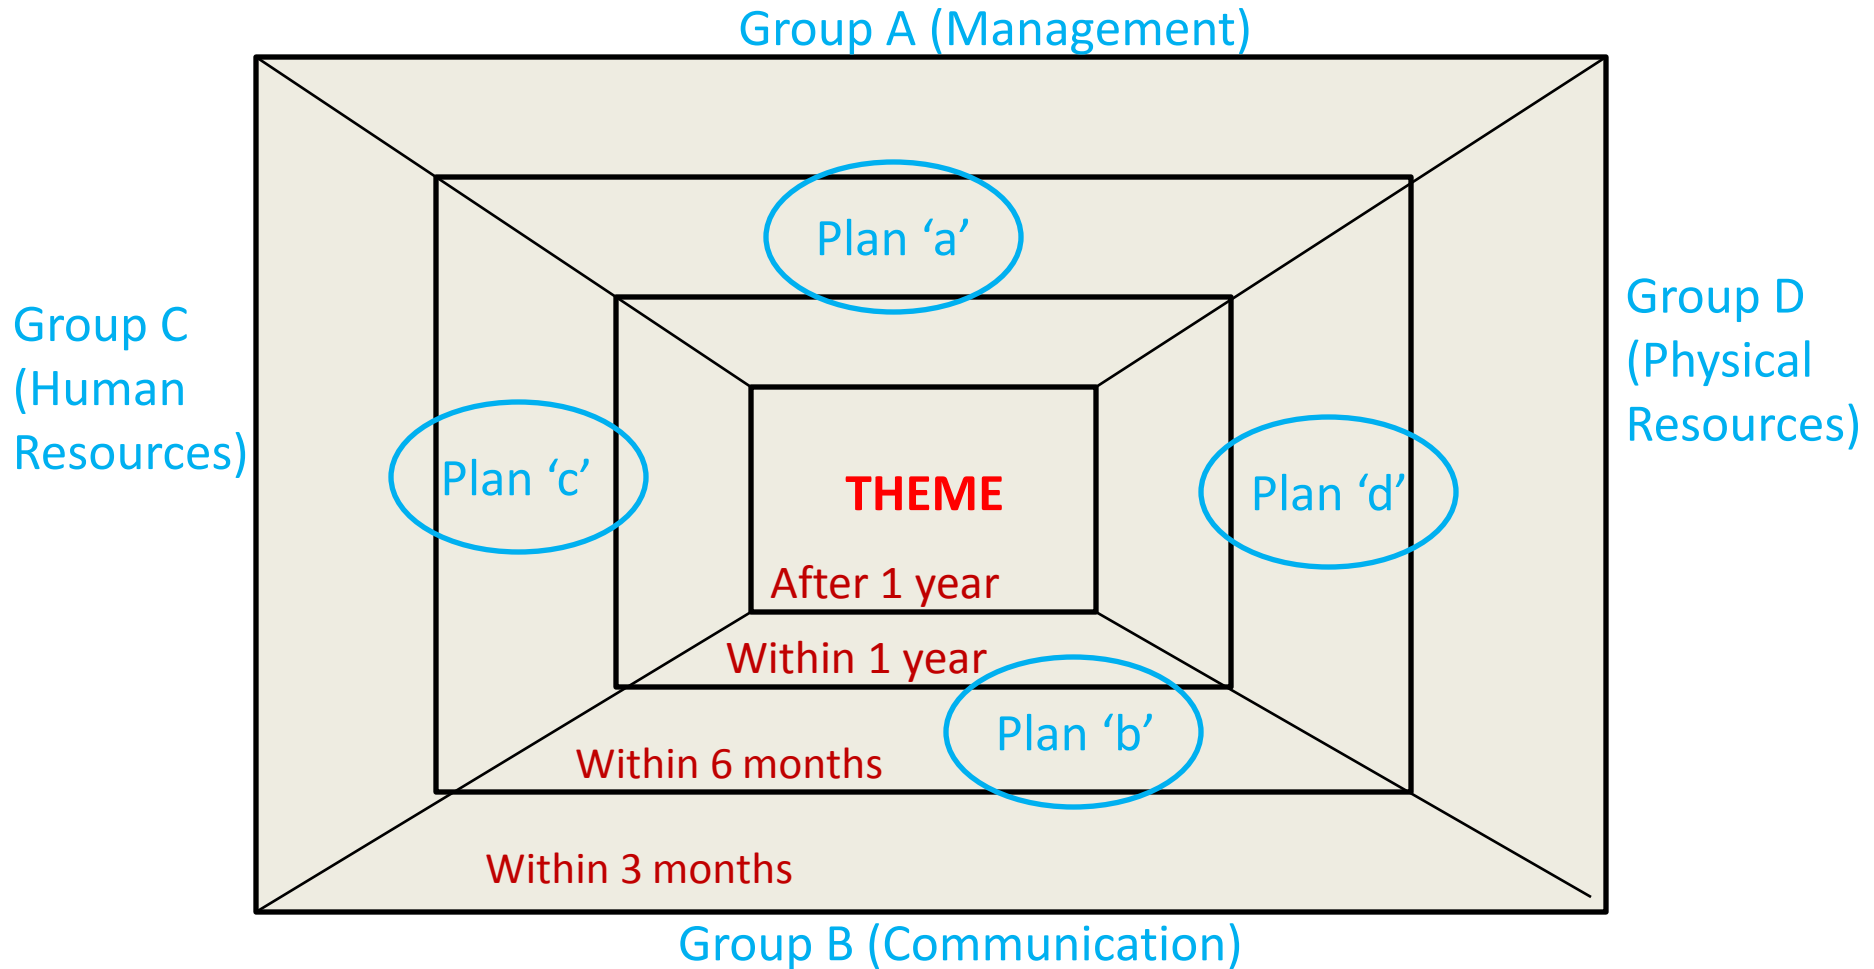 Group A (Management)
Plan ‘a’
Group C
(Human
Resources)
Group D
(Physical
Resources)
Plan ‘c’
THEME
Plan ‘d’
After 1 year
Within 1 year
Plan ‘b’
Within 6 months
Within 3 months
Group B (Communication)